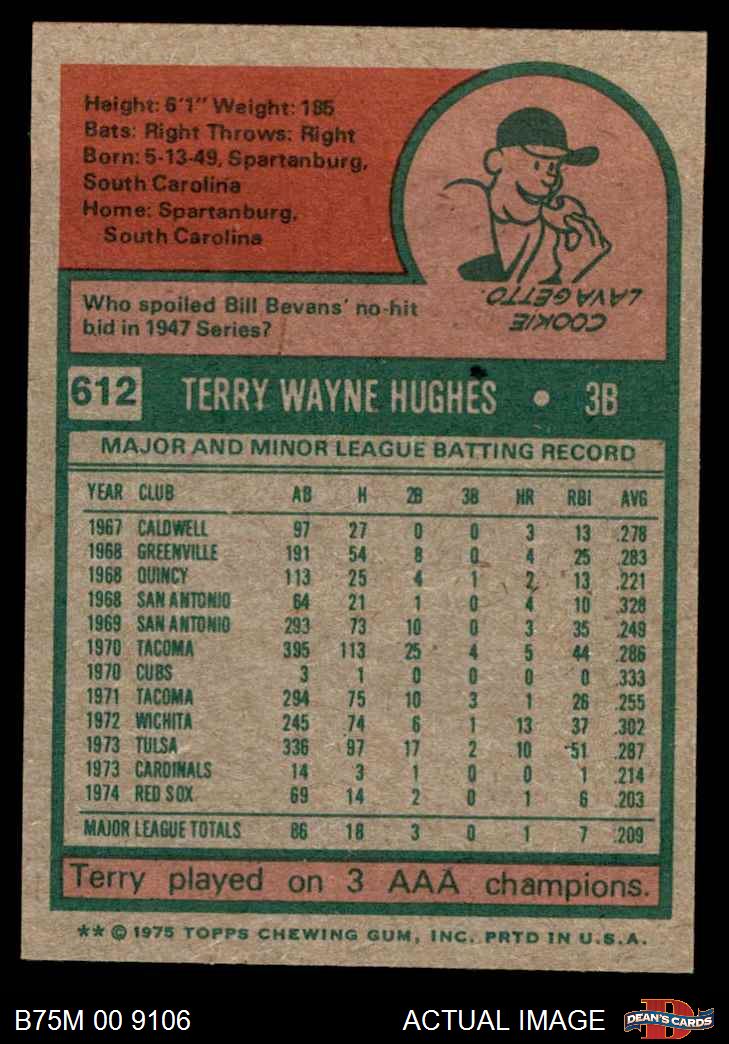 Height: 6'1" Weight: 185
Bats: Right Throws: Right
Born: 5-13-49, Spartanburg,
South Carolina
Home: Spartanburg,
South Carolina
COOKIE
LAVAGETTO.
Who spoiled Bill Bevans' no-hit
bid in 1947 Series?
612 TERRY WAYNE HUGHES • 3B
MAJOR AND MINOR LEAGUE BATTING RECORD
YEAR CLUB AB H 2B 3B HR RBI AVG
1967 CALDWELL 97 27 0 0 3 13 .278
1968 GREENVILLE 191 54 8 0 4 25 .283
1968 QUINCY 113 25 4 1 2 13 .221
1968 SAN ANTONIO 64 21 1 0 4 10 .328
1969 SAN ANTONIO 293 73 10 0 3 35 .249
1970 TACOMA 395 113 25 4 5 44 .286
1970 CUBS 3 1 0 0 0 0 .333
1971 TACOMA 294 75 10 3 1 26 .255
1972 WICHITA 245 74 6 1 13 37 .302
1973 TULSA 336 97 17 2 10 51 .287
1973 CARDINALS 14 3 1 0 0 1 .214
1974 RED SOX 69 14 2 0 1 6 .203
MAJOR LEAGUE TOTALS 86 18 3 0 1 7 .209
Terry played on 3 AAA champions.
** © 1975 TOPPS CHEWING GUM, INC. PRTD IN U.S.A.
B75M 00 9106 ACTUAL IMAGE DEAN'S CARDS